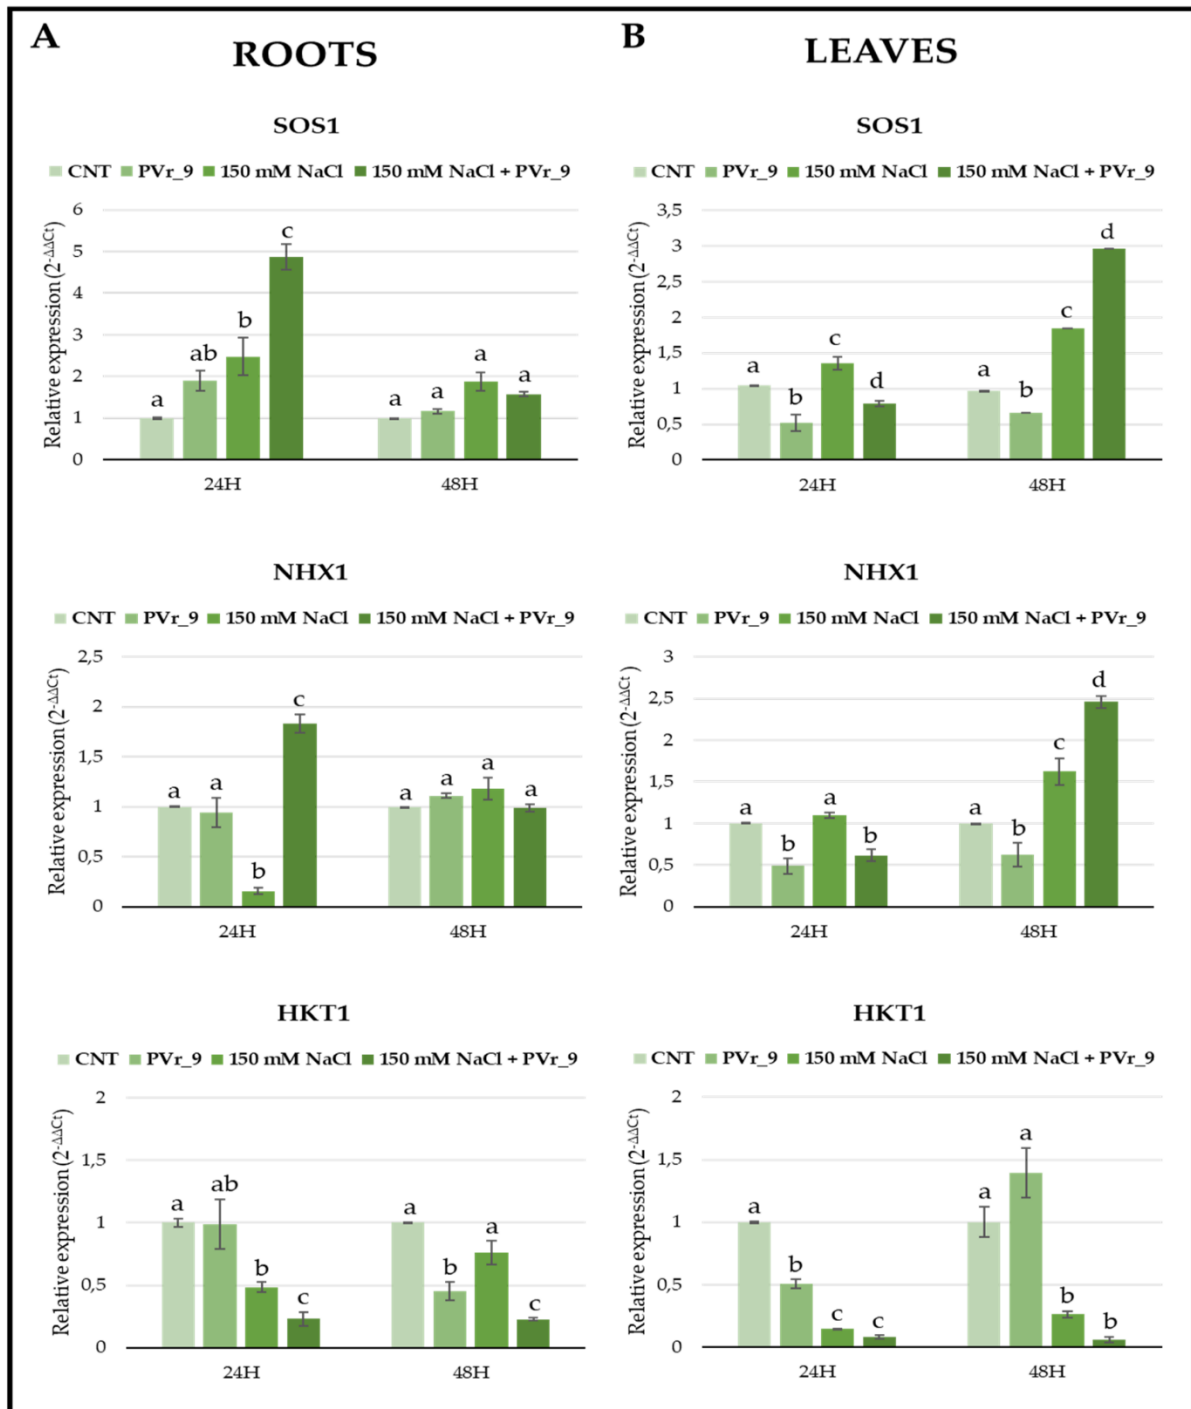 A
ROOTS
SOS1
CNT PVr_9 150 mM NaCl 150 mM NaCl + PVr_9
Relative expression (2-ΔΔCt)
6
5
4
3
2
1
0
a ab b c
a a a a
24H 48H
NHX1
CNT PVr_9 150 mM NaCl 150 mM NaCl + PVr_9
Relative expression (2-ΔΔCt)
2,5
2
1,5
1
0,5
0
a a b c
a a a a
24H 48H
HKT1
CNT PVr_9 150 mM NaCl 150 mM NaCl + PVr_9
Relative expression (2-ΔΔCt)
2
1,5
1
0,5
0
a ab b c
a b a c
24H 48H
B
LEAVES
SOS1
CNT PVr_9 150 mM NaCl 150 mM NaCl + PVr_9
Relative expression (2-ΔΔCt)
3,5
3
2,5
2
1,5
1
0,5
0
a b c d
a b c d
24H 48H
NHX1
CNT PVr_9 150 mM NaCl 150 mM NaCl + PVr_9
Relative expression (2-ΔΔCt)
3
2,5
2
1,5
1
0,5
0
a b a b
a b c d
24H 48H
HKT1
CNT PVr_9 150 mM NaCl 150 mM NaCl + PVr_9
Relative expression (2-ΔΔCt)
2
1,5
1
0,5
0
a b c c
a a b b
24H 48H